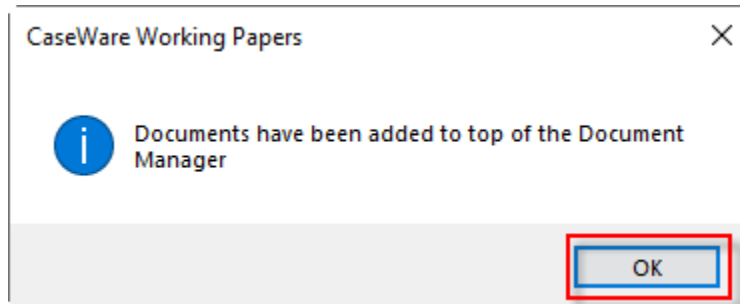 CaseWare Working Papers
Documents have been added to top of the Document
Manager
OK